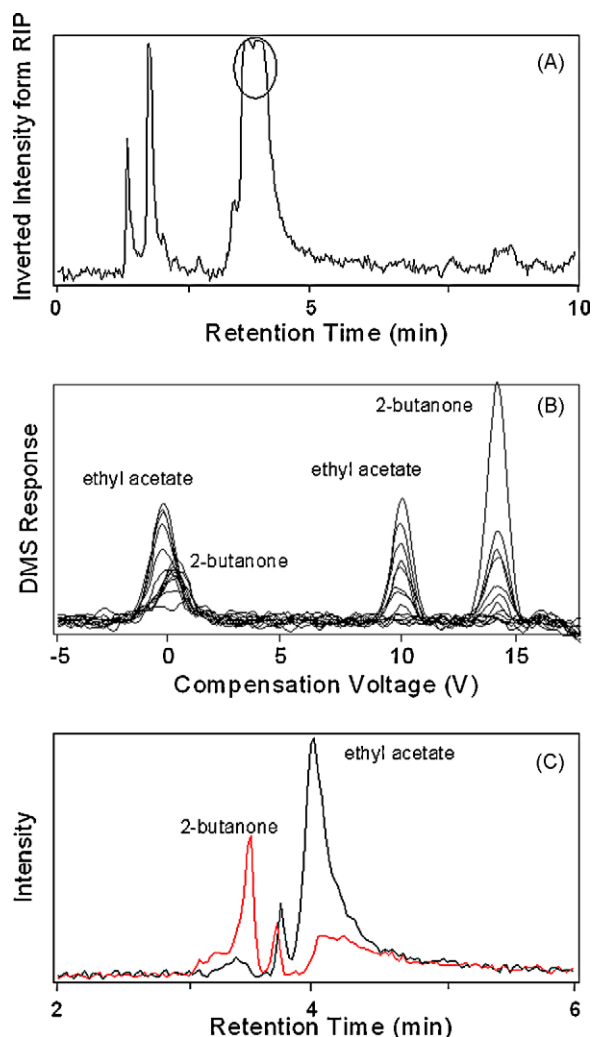 Inverted Intensity form RIP
(A)
0 5 10
Retention Time (min)
DMS Response
(B)
2-butanone
ethyl acetate
ethyl acetate
2-butanone
-5 0 5 10 15
Compensation Voltage (V)
Intensity
(C)
ethyl acetate
2-butanone
2 4 6
Retention Time (min)